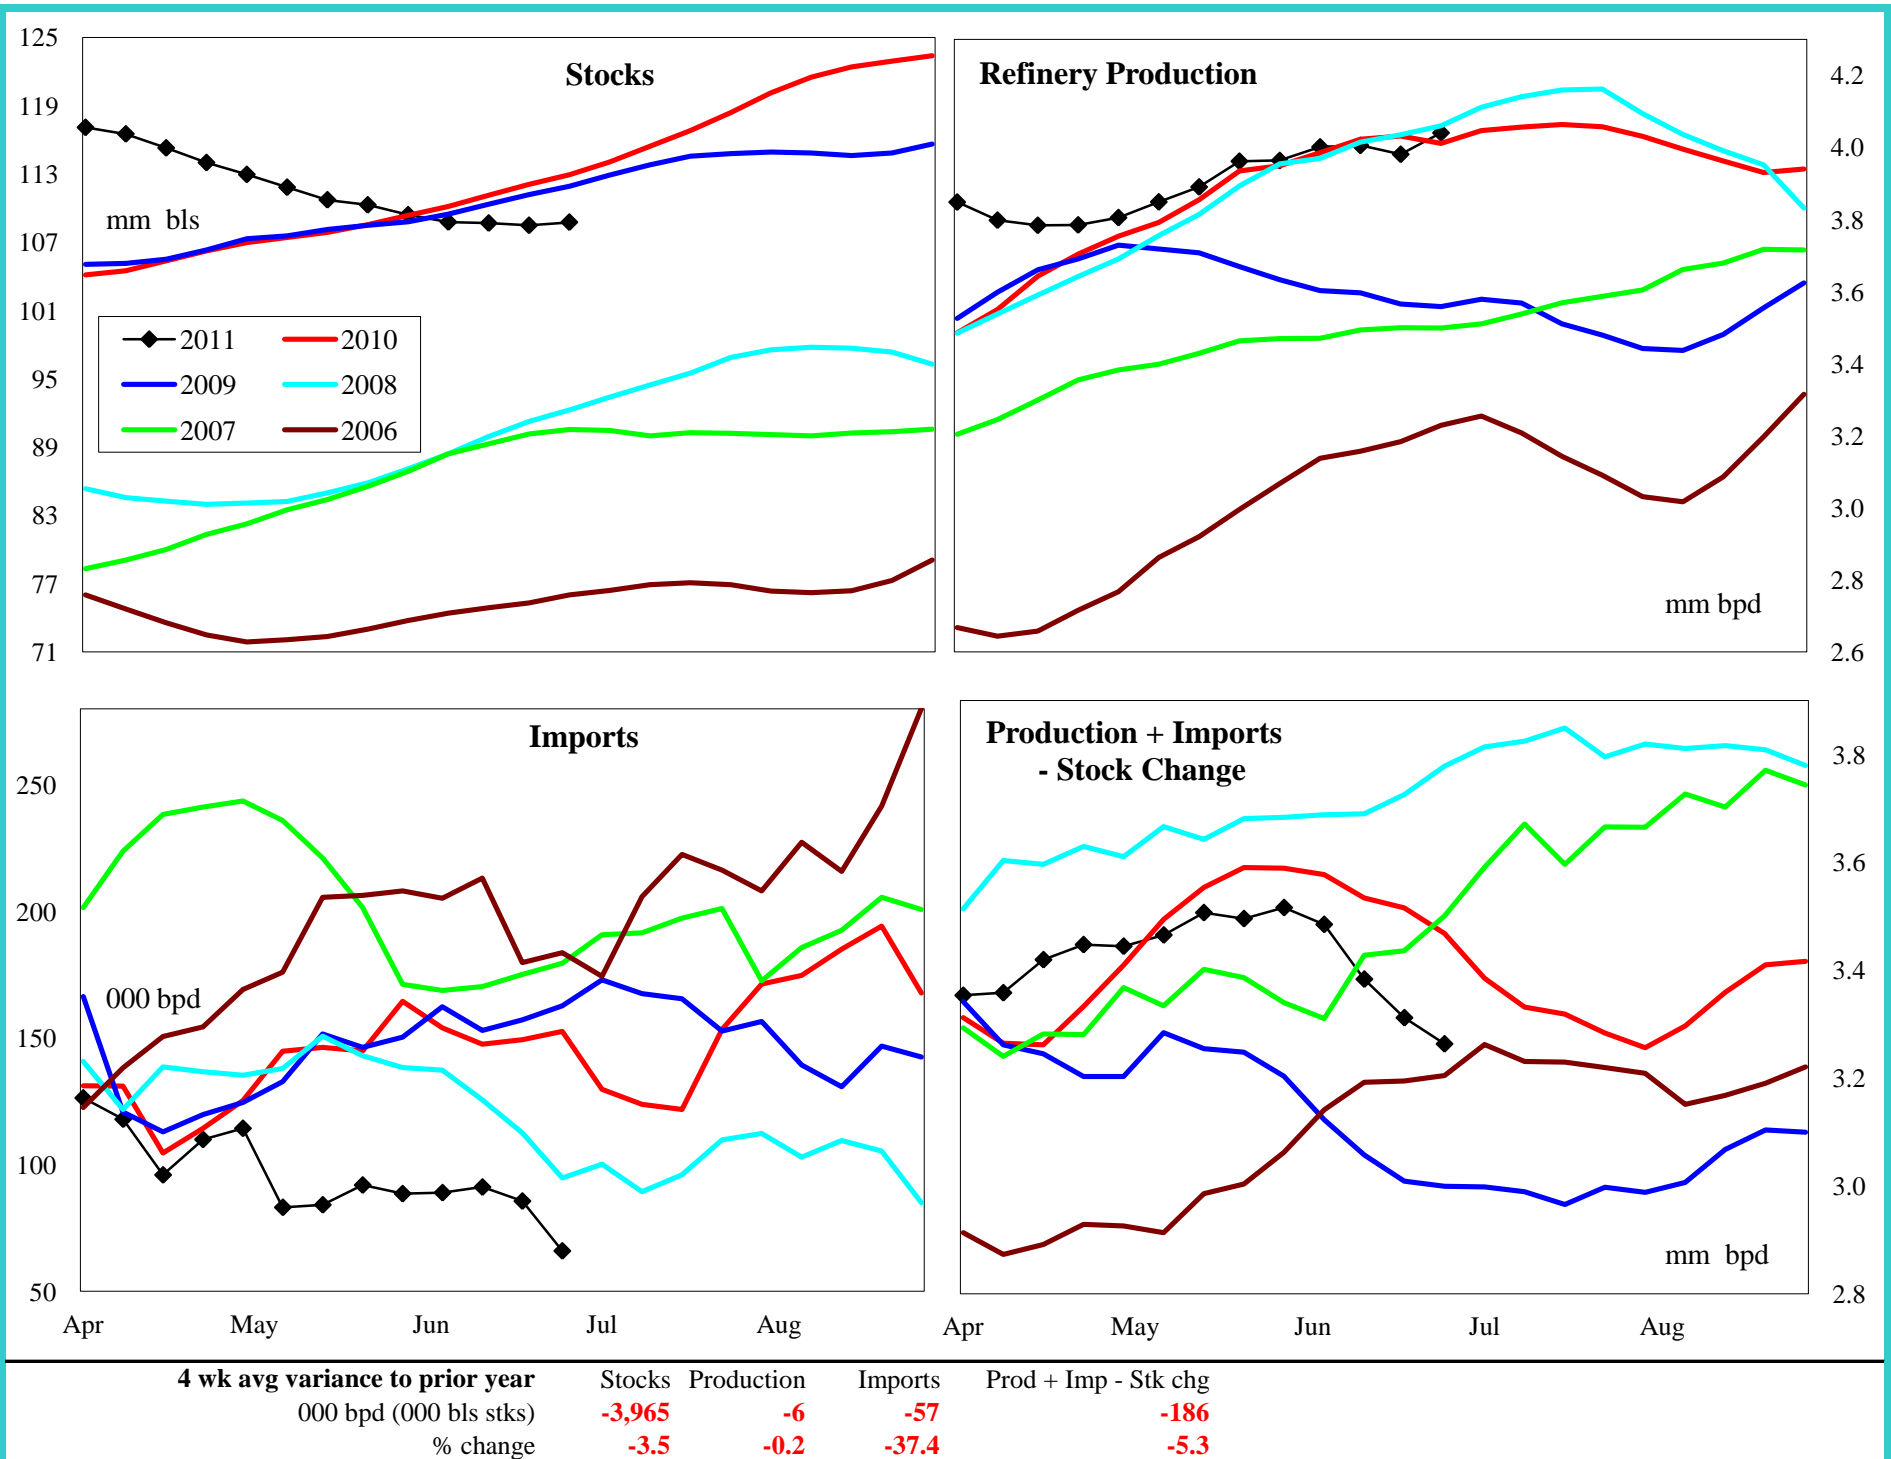 Stocks
125
119
113
107
101
95
89
83
77
71
mm bls
2011 2010
2009 2008
2007 2006
Refinery Production
4.2
4.0
3.8
3.6
3.4
3.2
3.0
2.8
2.6
mm bpd
Imports
250
200
150
100
50
000 bpd
Apr May Jun Jul Aug
Production + Imports
- Stock Change
3.8
3.6
3.4
3.2
3.0
2.8
mm bpd
Apr May Jun Jul Aug
4 wk avg variance to prior year Stocks Production Imports Prod + Imp - Stk chg
000 bpd (000 bls stks) -3,965 -6 -57 -186
% change -3.5 -0.2 -37.4 -5.3